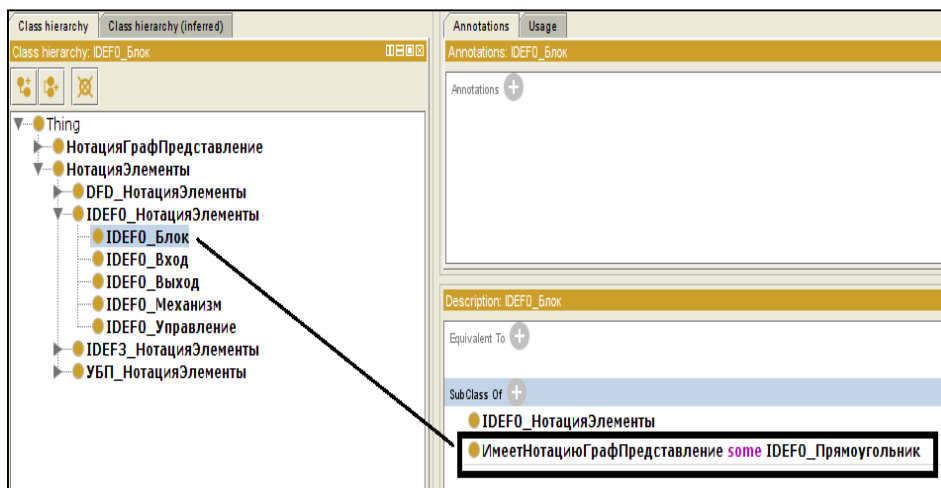 Class hierarchy
Class hierarchy (inferred)
Class hierarchy: IDEF0_Блок
Thing
НотацияГрафПредставление
НотацияЭлементы
DFD_НотацияЭлементы
IDEF0_НотацияЭлементы
IDEF0_Блок
IDEF0_Вход
IDEF0_Выход
IDEF0_Механизм
IDEF0_Управление
IDEF3_НотацияЭлементы
УБП_НотацияЭлементы
Annotations
Usage
Annotations: IDEF0_Блок
Annotations
Description: IDEF0_Блок
Equivalent To
SubClass Of
IDEF0_НотацияЭлементы
ИмеетНотациюГрафПредставление some IDEF0_Прямоугольник